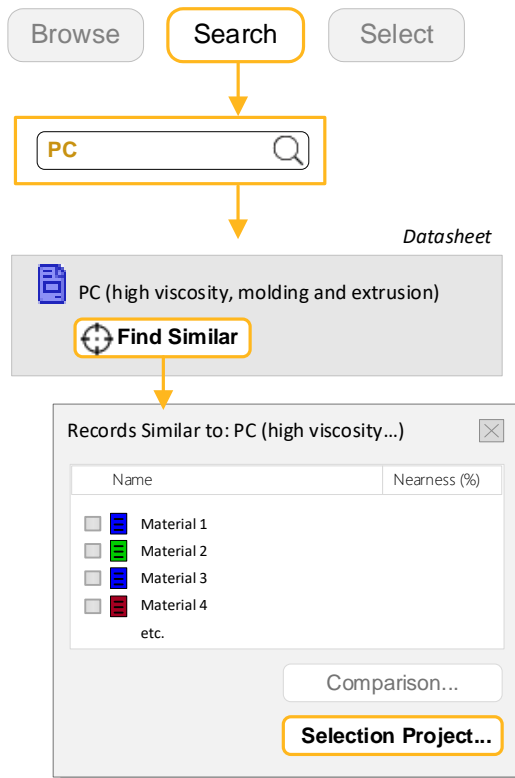 Browse Search Select
PC
Datasheet
PC (high viscosity, molding and extrusion)
Find Similar
Records Similar to: PC (high viscosity...)
Name Nearness (%)
Material 1
Material 2
Material 3
Material 4
etc.
Comparison...
Selection Project...